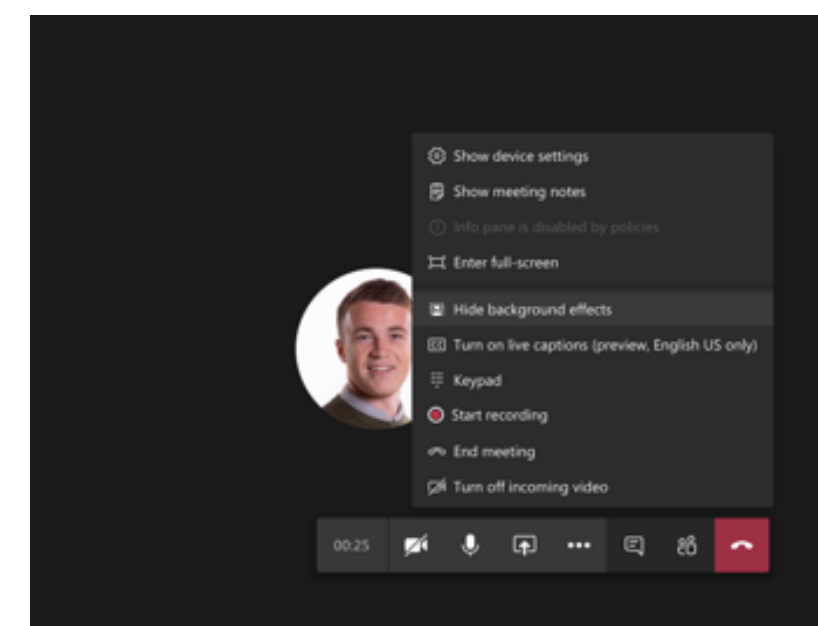 Show device settings
Show meeting notes
Info pane is disabled by policies
Enter full-screen
Hide background effects
CC Turn on live captions (preview, English US only)
Keypad
Start recording
End meeting
Turn off incoming video
00:25